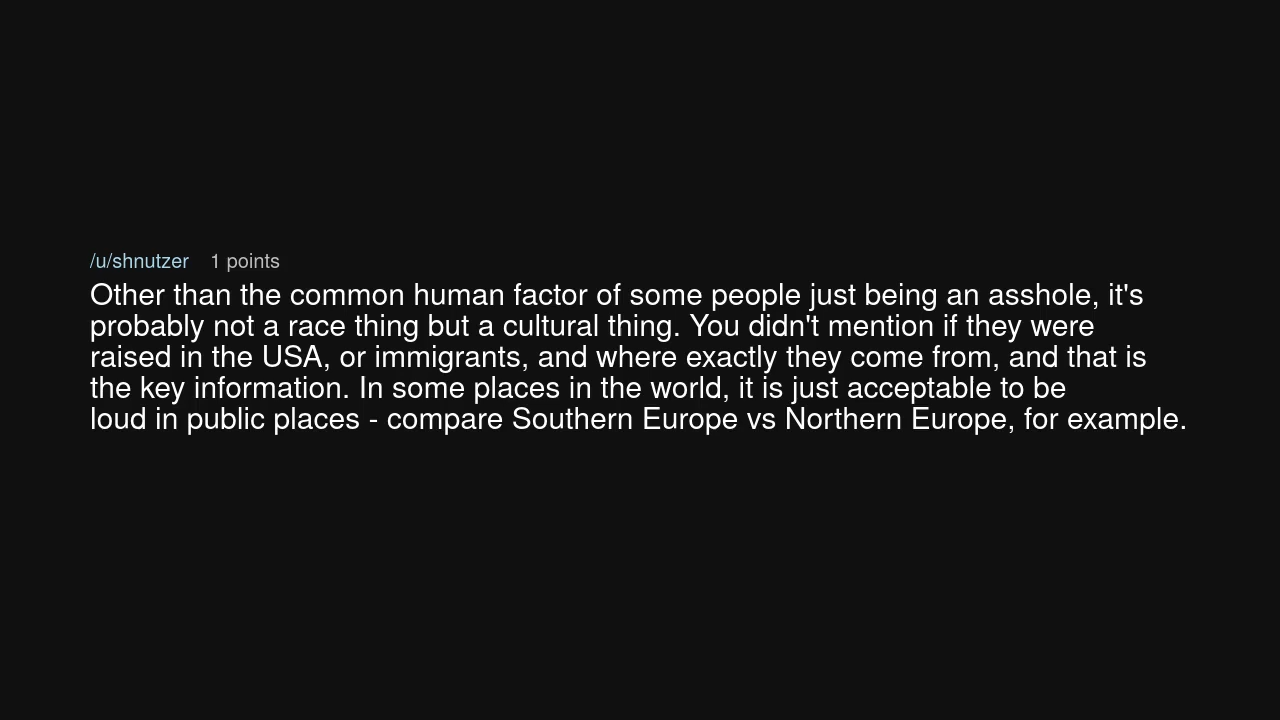 /u/shnutzer 1 points
Other than the common human factor of some people just being an asshole, it's
probably not a race thing but a cultural thing. You didn't mention if they were
raised in the USA, or immigrants, and where exactly they come from, and that is
the key information. In some places in the world, it is just acceptable to be
loud in public places - compare Southern Europe vs Northern Europe, for example.